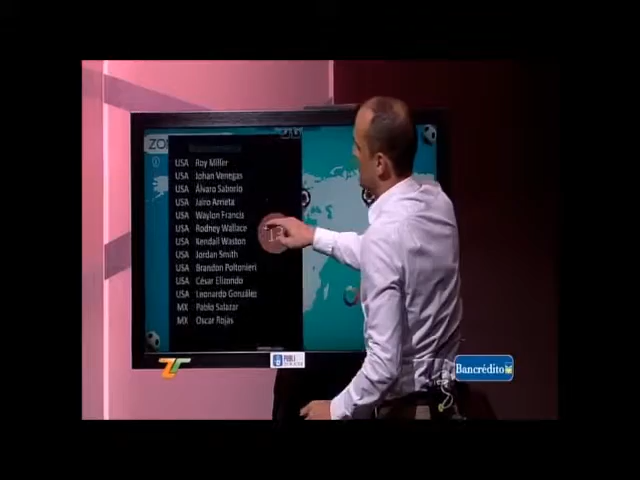 ZO
USA Roy Miller
USA Johan Venegas
USA Álvaro Saborío
USA Jairo Arrieta
USA Waylon Francis
USA Rodney Wallace
USA Kendall Waston
USA Jordan Smith
USA Brandon Poltonieri
USA César Elizondo
USA Leonardo González
MX Pablo Salazar
MX Oscar Rojas
Bancrédito